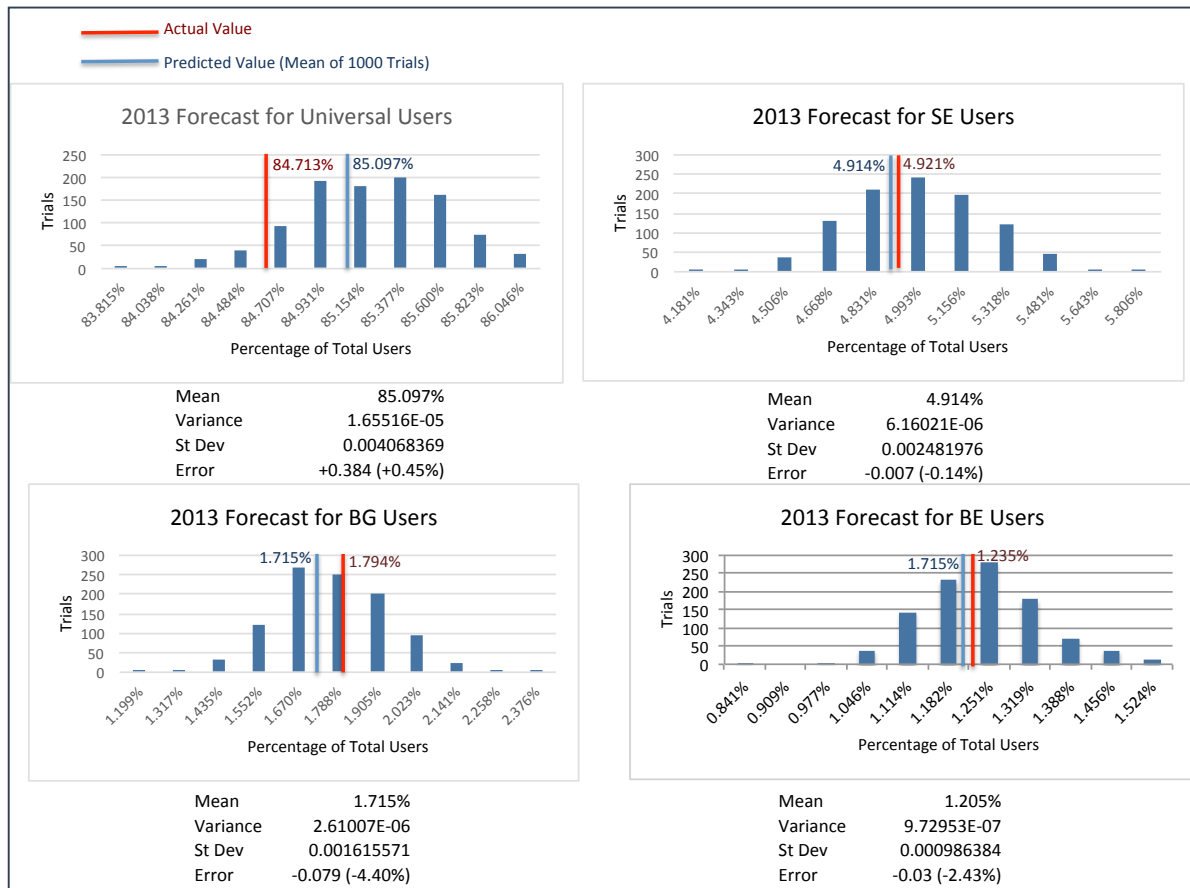 Actual Value
Predicted Value (Mean of 1000 Trials)
2013 Forecast for Universal Users
250
200
150
100
50
0
Trials
84.713%
85.097%
83.815%
84.038%
84.261%
84.484%
84.707%
84.931%
85.154%
85.377%
85.600%
85.823%
86.046%
Percentage of Total Users
Mean 85.097%
Variance 1.65516E-05
St Dev 0.004068369
Error +0.384 (+0.45%)
2013 Forecast for SE Users
300
250
200
150
100
50
0
Trials
4.914%
4.921%
4.181%
4.343%
4.506%
4.668%
4.831%
4.993%
5.156%
5.318%
5.481%
5.643%
5.806%
Percentage of Total Users
Mean 4.914%
Variance 6.16021E-06
St Dev 0.002481976
Error -0.007 (-0.14%)
2013 Forecast for BG Users
300
250
200
150
100
50
0
Trials
1.715%
1.794%
1.199%
1.317%
1.435%
1.552%
1.670%
1.788%
1.905%
2.023%
2.141%
2.258%
2.376%
Percentage of Total Users
Mean 1.715%
Variance 2.61007E-06
St Dev 0.001615571
Error -0.079 (-4.40%)
2013 Forecast for BE Users
300
250
200
150
100
50
0
Trials
1.715%
1.235%
0.841%
0.909%
0.977%
1.046%
1.114%
1.182%
1.251%
1.319%
1.388%
1.456%
1.524%
Percentage of Total Users
Mean 1.205%
Variance 9.72953E-07
St Dev 0.000986384
Error -0.03 (-2.43%)